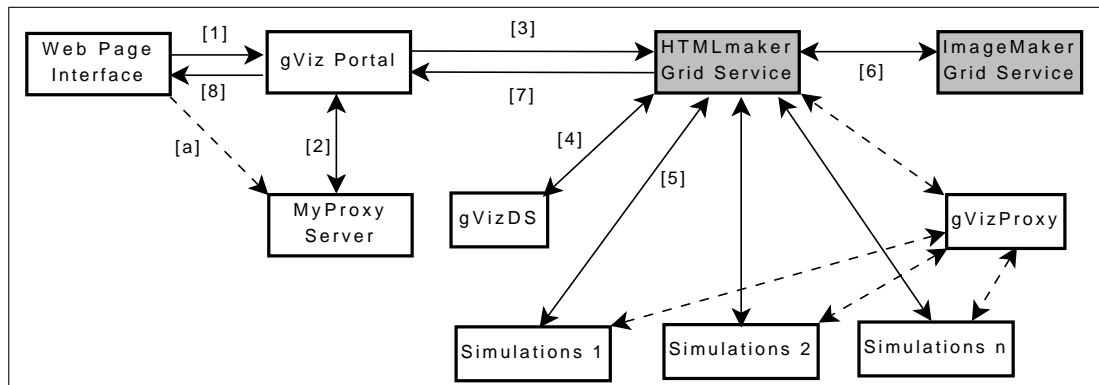 Web Page
Interface
[1]
[8]
gViz Portal
[3]
[7]
HTMLmaker
Grid Service
[6]
ImageMaker
Grid Service
[a]
[2]
[4]
[5]
MyProxy
Server
gVizDS
gVizProxy
Simulations 1
Simulations 2
Simulations n